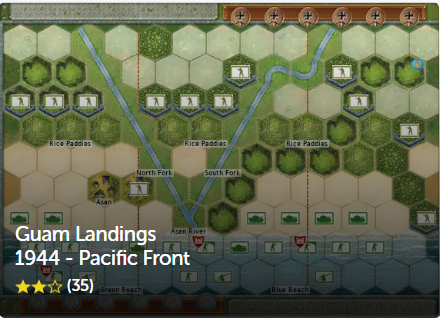 Rice Paddies
Rice Paddies
Rice Paddies
North Fork
South Fork
Asan
Asan River
Guam Landings
1944 - Pacific Front
(35)
Green Beach
Blue Beach